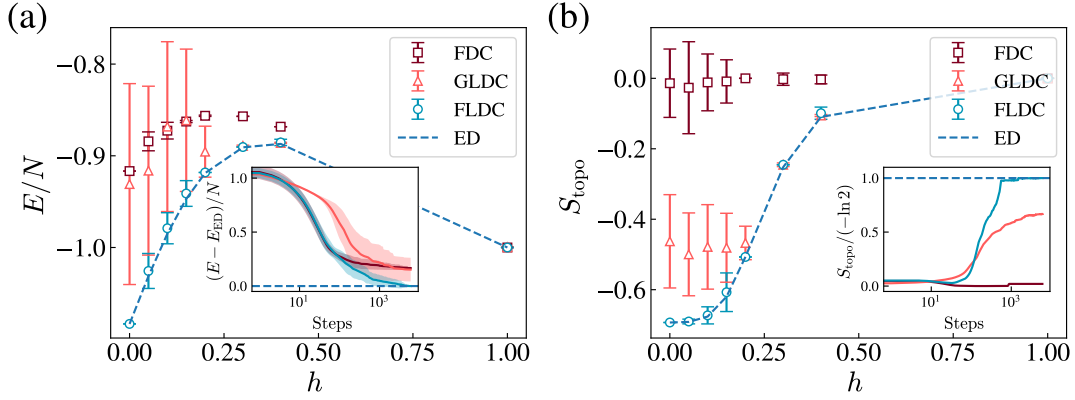 (a)
E/N
−0.8
−0.9
−1.0
FDC
GLDC
FLDC
ED
(E − E_ED)/N
1.0
0.5
0.0
10^1
10^3
Steps
0.00
0.25
0.50
0.75
1.00
h
(b)
S_topo
0.0
−0.2
−0.4
−0.6
FDC
GLDC
FLDC
ED
S_topo/(− ln 2)
1.0
0.5
0.0
10^1
10^3
Steps
0.00
0.25
0.50
0.75
1.00
h